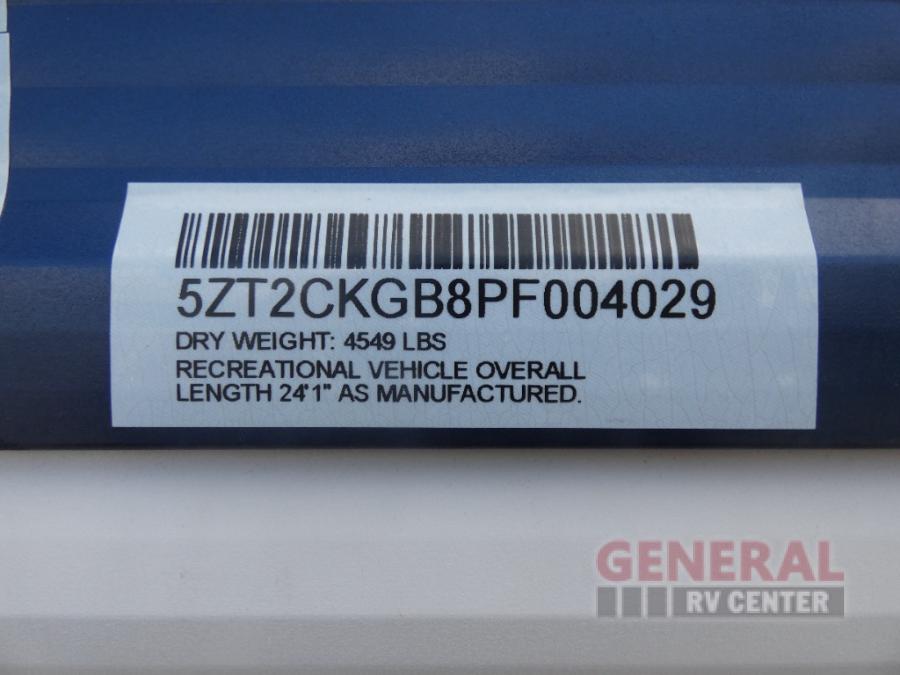 5ZT2CKGB8PF004029
DRY WEIGHT: 4549 LBS
RECREATIONAL VEHICLE OVERALL
LENGTH 24'1" AS MANUFACTURED.
GENERAL
RV CENTER